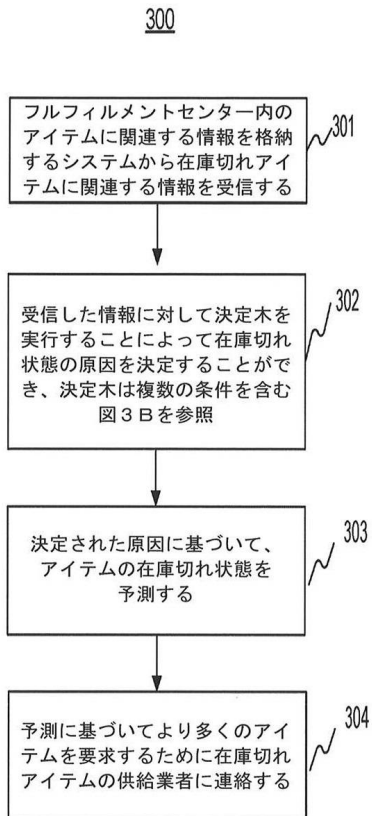 300
フルフィルメントセンター内の
アイテムに関連する情報を格納
するシステムから在庫切れアイ
テムに関連する情報を受信する
301
受信した情報に対して決定木を
実行することによって在庫切れ
状態の原因を決定することがで
き、決定木は複数の条件を含む
図3Bを参照
302
決定された原因に基づいて、
アイテムの在庫切れ状態を
予測する
303
予測に基づいてより多くのアイ
テムを要求するために在庫切れ
アイテムの供給業者に連絡する
304